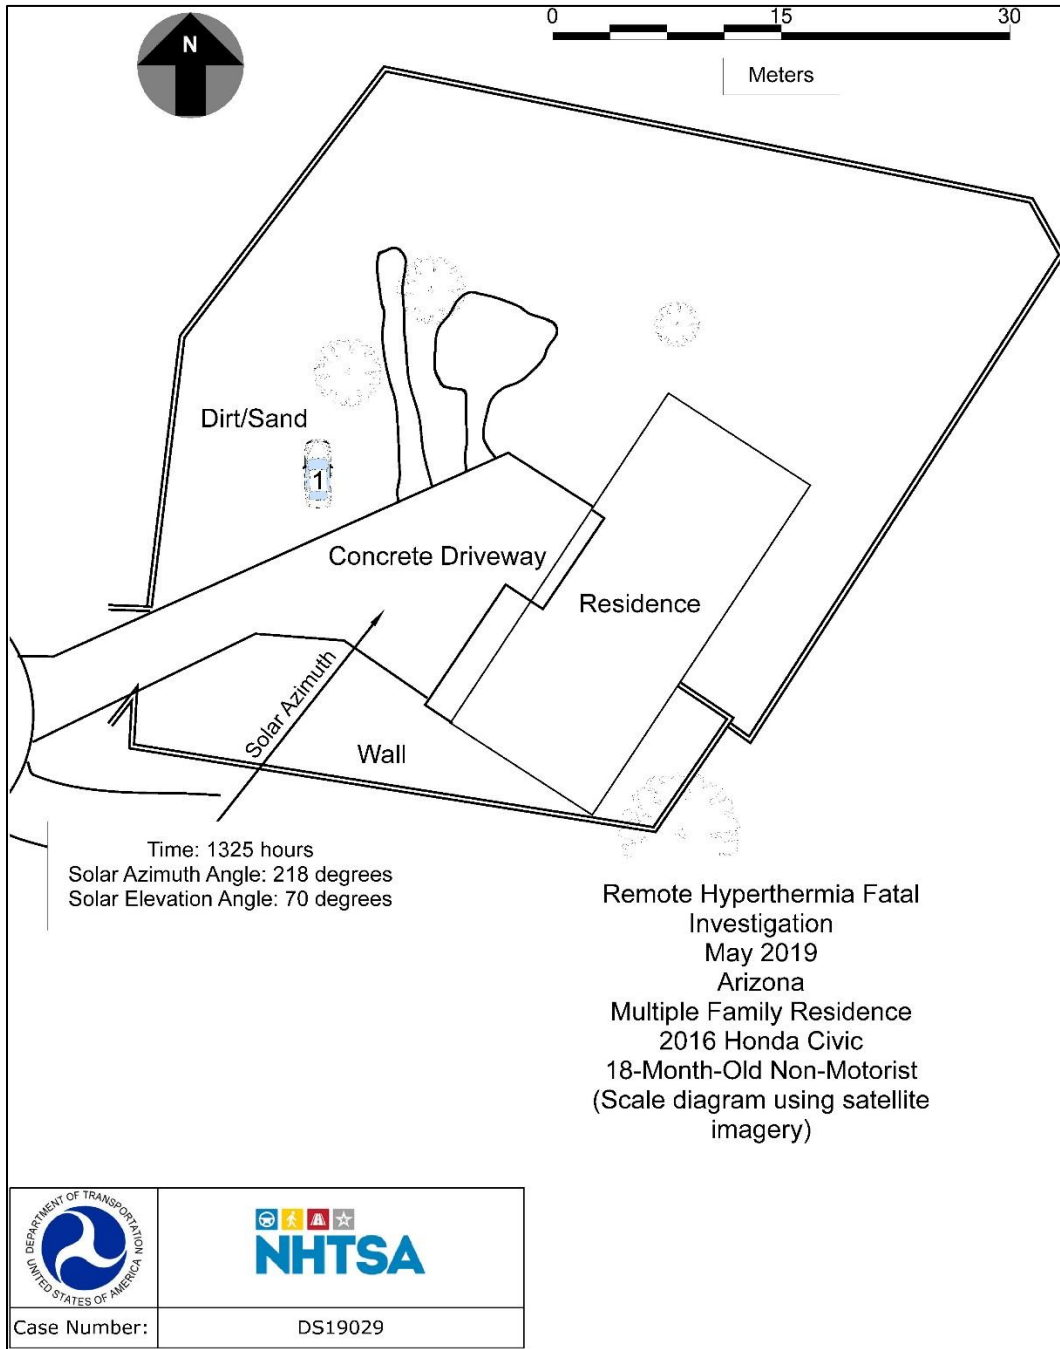 N
0 15 30
Meters
Dirt/Sand
1
Concrete Driveway
Residence
Solar Azimuth
Wall
Time: 1325 hours
Solar Azimuth Angle: 218 degrees
Solar Elevation Angle: 70 degrees
Remote Hyperthermia Fatal
Investigation
May 2019
Arizona
Multiple Family Residence
2016 Honda Civic
18-Month-Old Non-Motorist
(Scale diagram using satellite
imagery)
DEPARTMENT OF TRANSPORTATION
UNITED STATES OF AMERICA
NHTSA
Case Number: DS19029